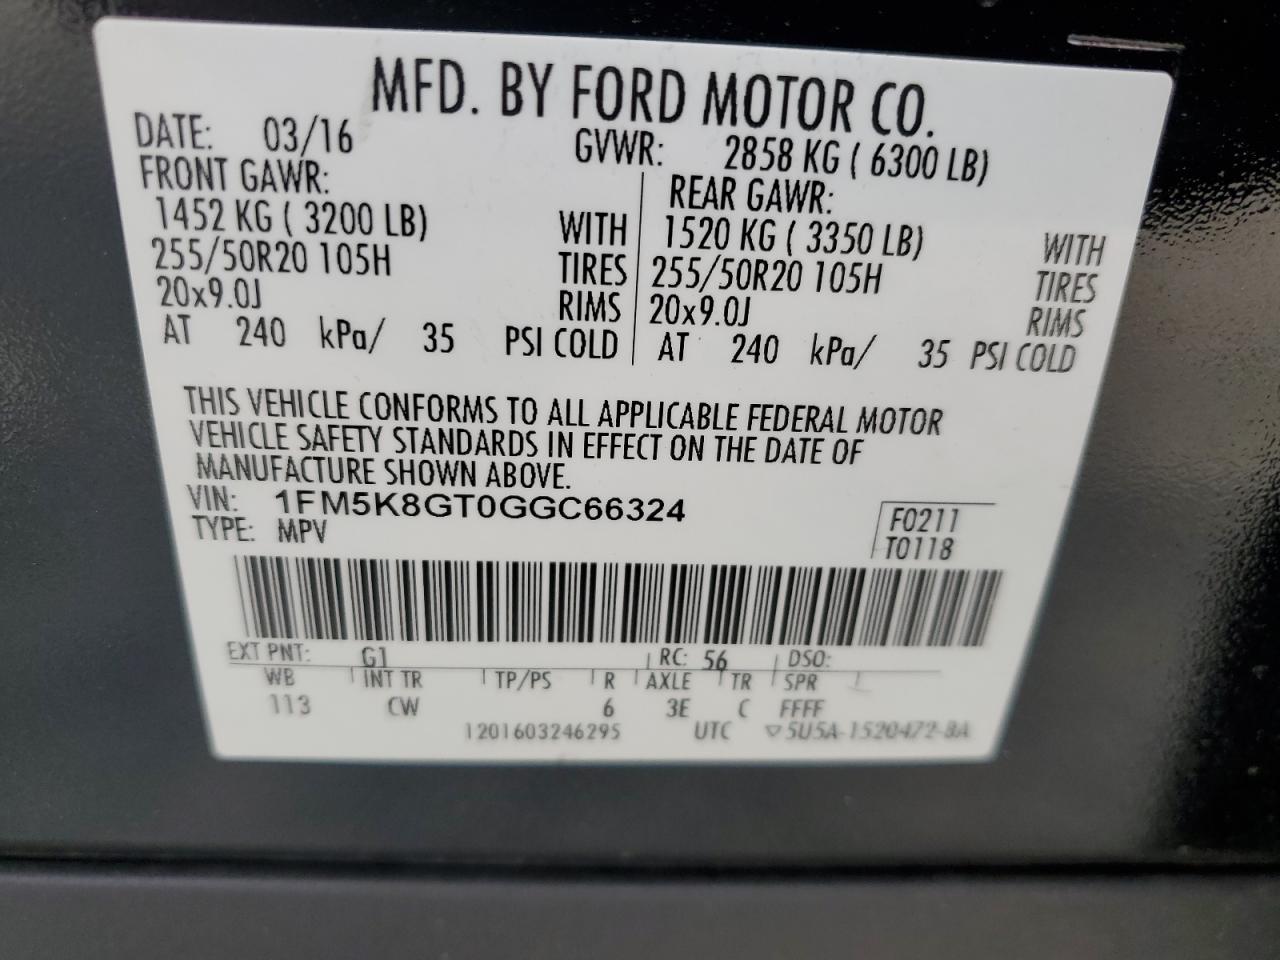 MFD. BY FORD MOTOR CO.
DATE: 03/16 GVWR: 2858 KG ( 6300 LB)
FRONT GAWR: REAR GAWR:
1452 KG ( 3200 LB) WITH 1520 KG ( 3350 LB) WITH
255/50R20 105H TIRES 255/50R20 105H TIRES
20x9.0J RIMS 20x9.0J RIMS
AT 240 kPa/ 35 PSI COLD AT 240 kPa/ 35 PSI COLD
THIS VEHICLE CONFORMS TO ALL APPLICABLE FEDERAL MOTOR
VEHICLE SAFETY STANDARDS IN EFFECT ON THE DATE OF
MANUFACTURE SHOWN ABOVE.
VIN: 1FM5K8GT0GGC66324 F0211
TYPE: MPV T0118
EXT PNT: G1 RC: 56 DSO:
WB INT TR TP/PS R AXLE TR SPR
113 CW 6 3E C FFFF
1201603246295 UTC ▽5U5A-1520472-BA